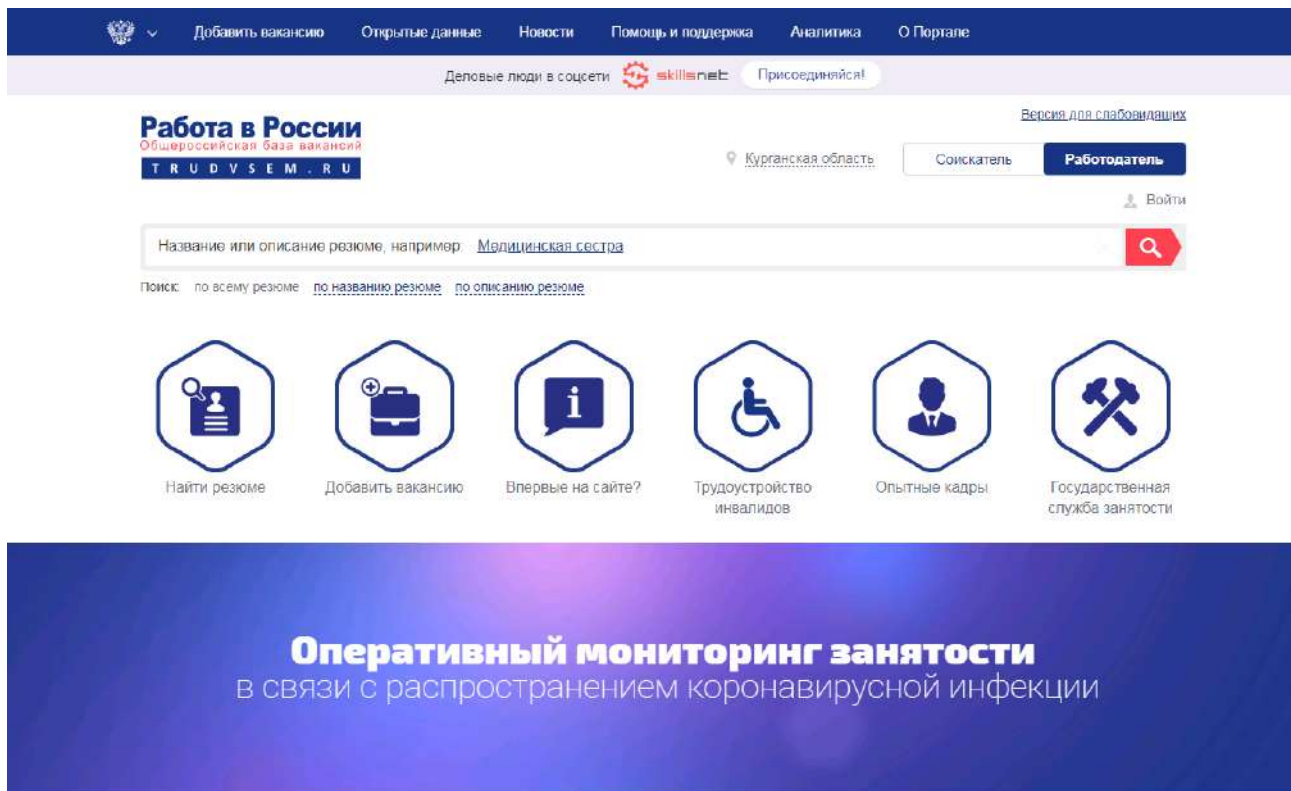 Добавить вакансию Открытые данные Новости Помощь и поддержка Аналитика О Портале
Деловые люди в соцсети skillsnet Присоединяйся!
Версия для слабовидящих
Работа в России
Общероссийская база вакансий
TRUDVSEM.RU
Курганская область Соискатель Работодатель
Войти
Название или описание резюме, например: Медицинская сестра
Поиск: по всему резюме по названию резюме по описанию резюме
Найти резюме Добавить вакансию Впервые на сайте? Трудоустройство инвалидов Опытные кадры Государственная служба занятости
Оперативный мониторинг занятости
в связи с распространением коронавирусной инфекции